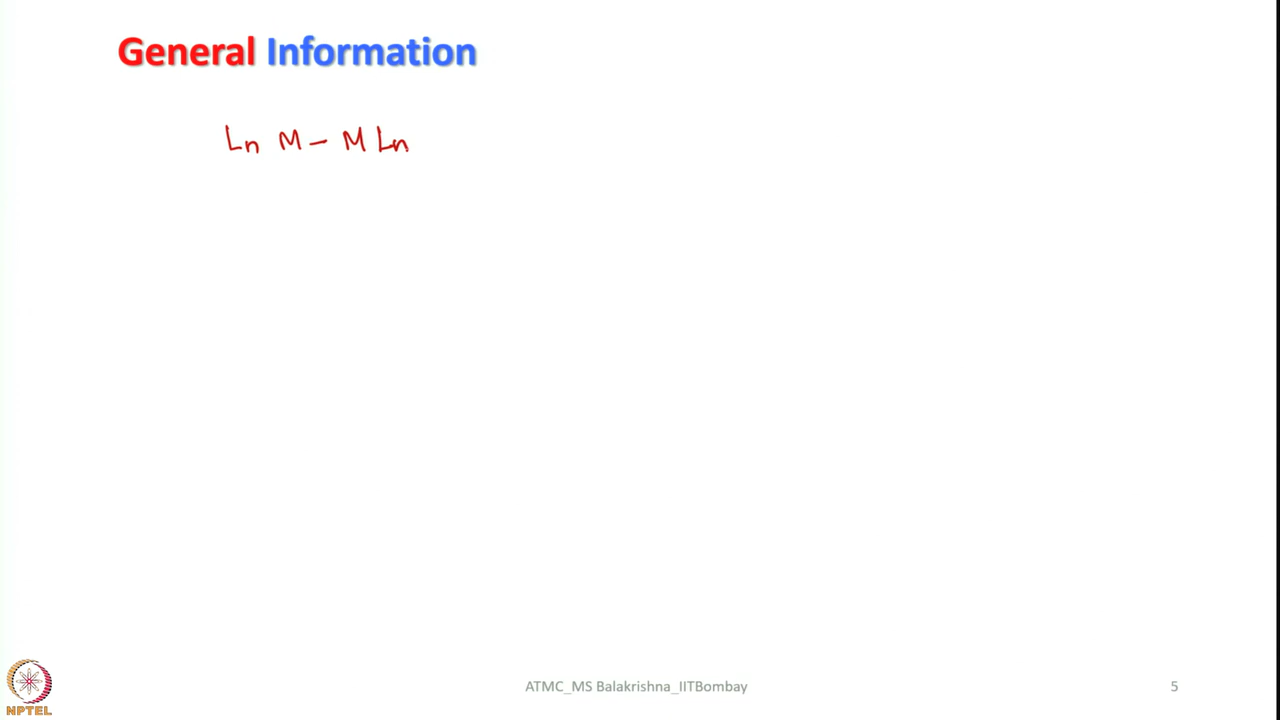 General Information
Ln M – M Ln
ATMC_MS Balakrishna_IITBombay
5
NPTEL